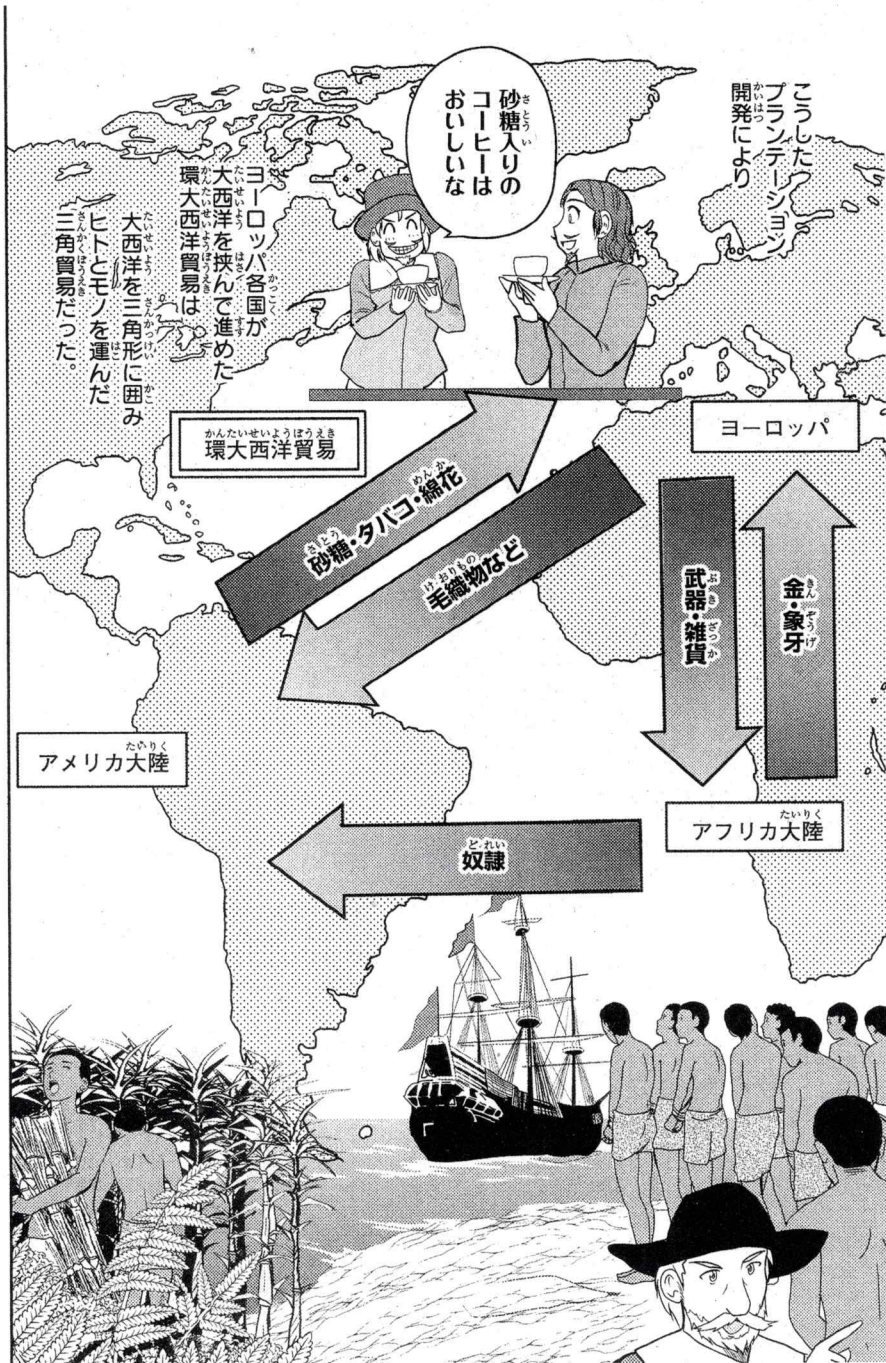 こうした
プランテーション
開発により
砂糖入りの
コーヒーは
おいしいな
ヨーロッパ各国が
大西洋を挟んで進めた
環大西洋貿易は
大西洋を三角形に囲み
ヒトとモノを運んだ
三角貿易だった。
環大西洋貿易
ヨーロッパ
砂糖・タバコ・綿花
毛織物など
武器・雑貨
金・象牙
アメリカ大陸
アフリカ大陸
奴隷